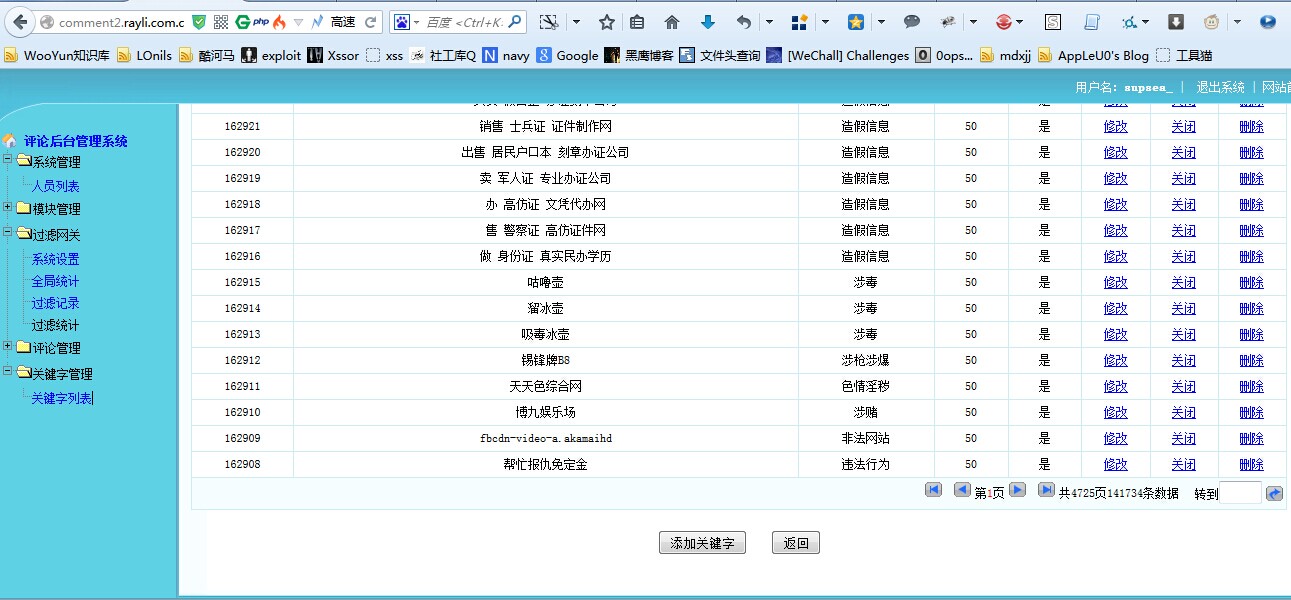 comment2.rayli.com.c php 高速 百度 <Ctrl+K
WooYun知识库 LOnils 酷河马 exploit Xssor xss 社工库Q navy Google 黑鹰博客 文件头查询 [WeChall] Challenges 0ops... mdxjj AppLeU0's Blog 工具猫
用户名：supsea_ | 退出系统 | 网站
评论后台管理系统
系统管理
人员列表
模块管理
过滤网关
系统设置
全局统计
过滤记录
过滤统计
评论管理
关键字管理
关键字列表
162921 销售 士兵证 证件制作网 造假信息 50 是 修改 关闭 删除
162920 出售 居民户口本 刻章办证公司 造假信息 50 是 修改 关闭 删除
162919 卖 军人证 专业办证公司 造假信息 50 是 修改 关闭 删除
162918 办 高仿证 文凭代办网 造假信息 50 是 修改 关闭 删除
162917 售 警察证 高仿证件网 造假信息 50 是 修改 关闭 删除
162916 做 身份证 真实民办学历 造假信息 50 是 修改 关闭 删除
162915 咕噜壶 涉毒 50 是 修改 关闭 删除
162914 溜冰壶 涉毒 50 是 修改 关闭 删除
162913 吸毒冰壶 涉毒 50 是 修改 关闭 删除
162912 锡锋牌B8 涉枪涉爆 50 是 修改 关闭 删除
162911 天天色综合网 色情淫秽 50 是 修改 关闭 删除
162910 博九娱乐场 涉赌 50 是 修改 关闭 删除
162909 fbcdn-video-a.akamaihd 非法网站 50 是 修改 关闭 删除
162908 帮忙报仇免定金 违法行为 50 是 修改 关闭 删除
第1页 共4725页141734条数据 转到
添加关键字 返回